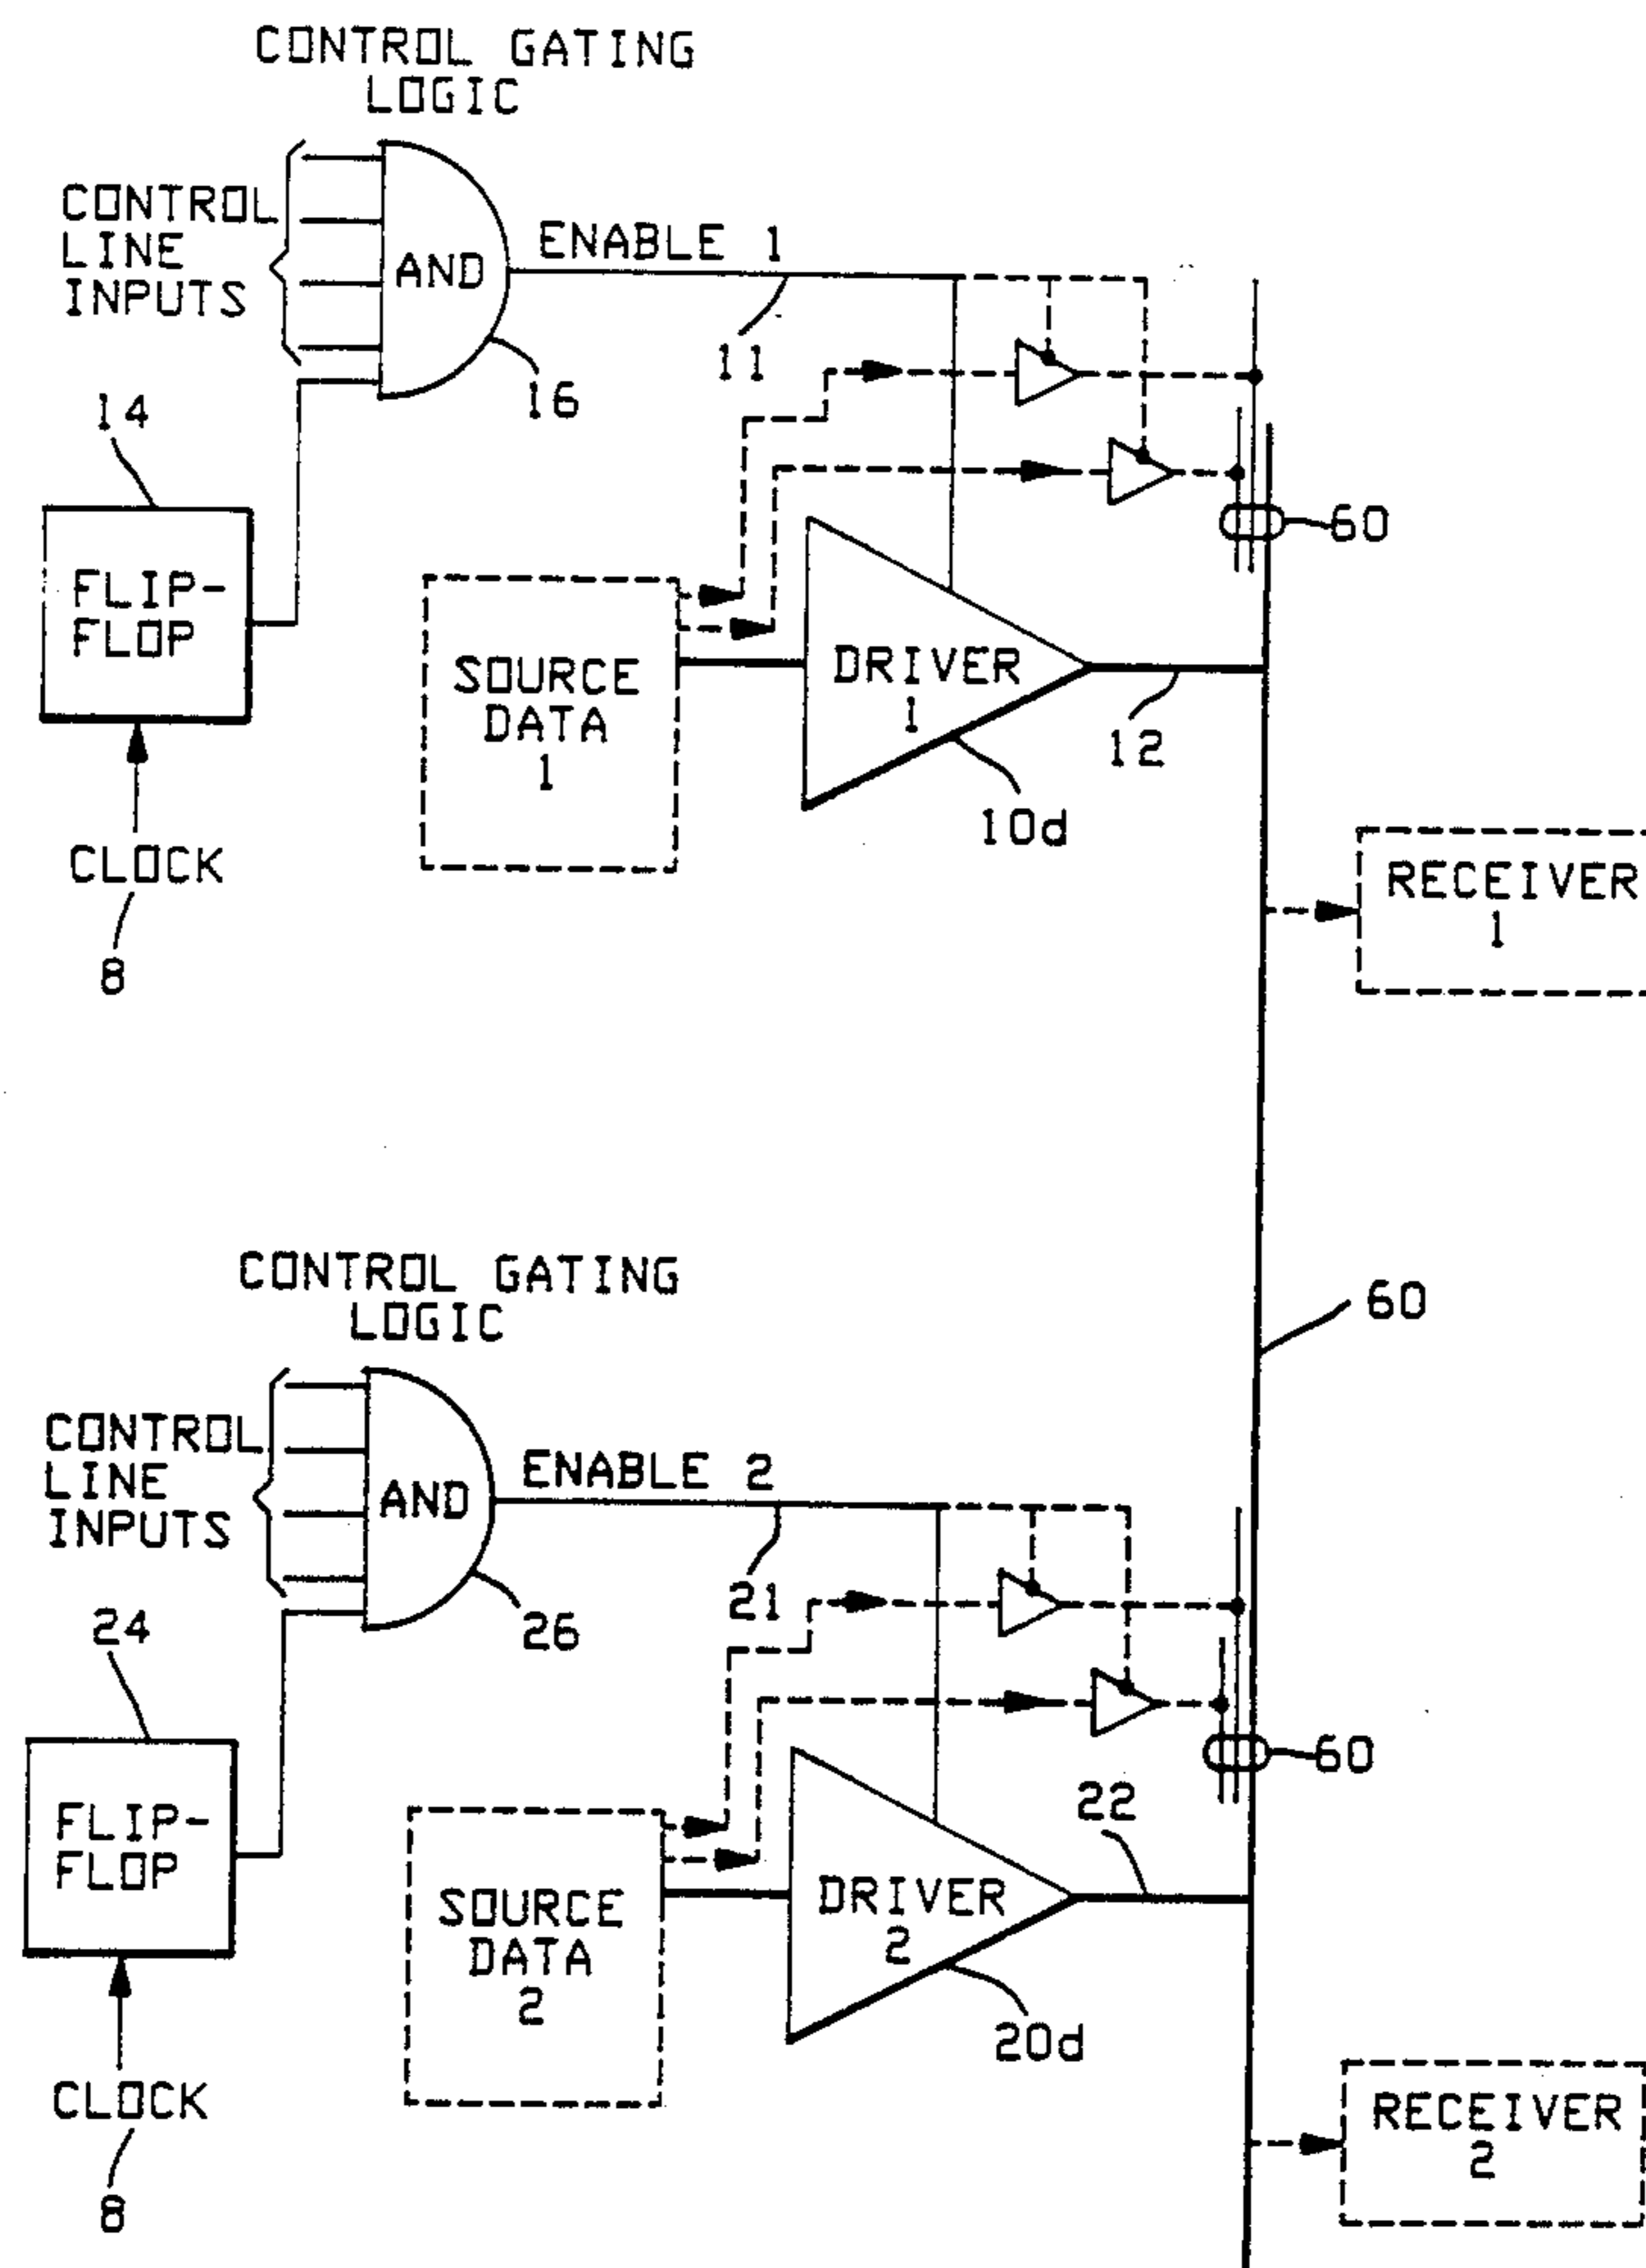 CONTROL GATING
LOGIC
CONTROL
LINE
INPUTS
AND
ENABLE 1
11
16
14
60
FLIP-
FLOP
SOURCE
DATA
1
DRIVER
1
12
10d
CLOCK
8
RECEIVER
1
60
CONTROL GATING
LOGIC
CONTROL
LINE
INPUTS
AND
ENABLE 2
21
26
24
60
22
FLIP-
FLOP
SOURCE
DATA
2
DRIVER
2
20d
CLOCK
8
RECEIVER
2